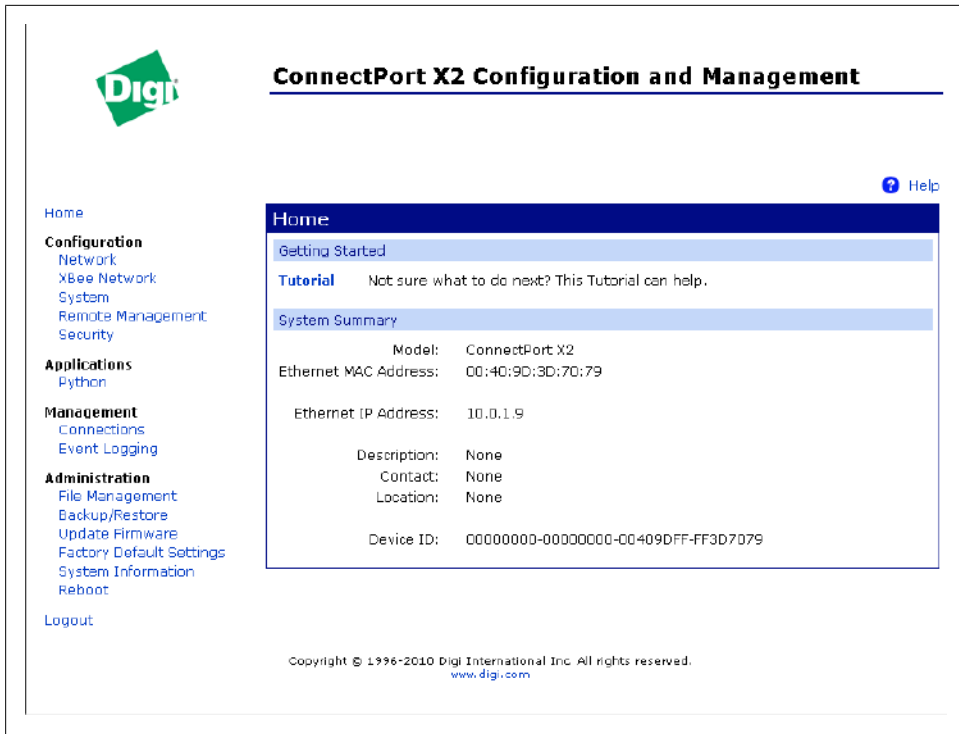 Digi
ConnectPort X2 Configuration and Management
? Help
Home
Configuration
Network
XBee Network
System
Remote Management
Security
Applications
Python
Management
Connections
Event Logging
Administration
File Management
Backup/Restore
Update Firmware
Factory Default Settings
System Information
Reboot
Logout
Home
Getting Started
Tutorial Not sure what to do next? This Tutorial can help.
System Summary
Model: ConnectPort X2
Ethernet MAC Address: 00:40:9D:3D:70:79
Ethernet IP Address: 10.0.1.9
Description: None
Contact: None
Location: None
Device ID: 00000000-00000000-00409DFF-FF3D7079
Copyright © 1996-2010 Digi International Inc. All rights reserved.
www.digi.com